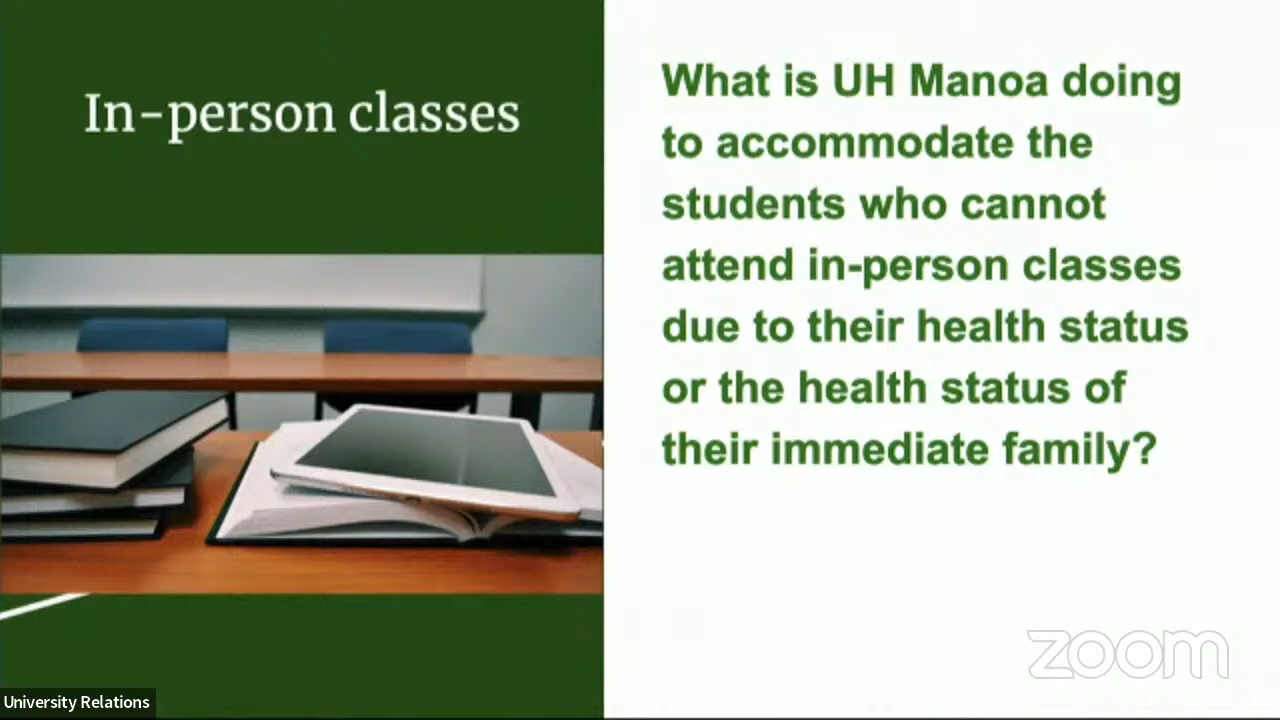 In-person classes
What is UH Manoa doing
to accommodate the
students who cannot
attend in-person classes
due to their health status
or the health status of
their immediate family?
zoom
University Relations